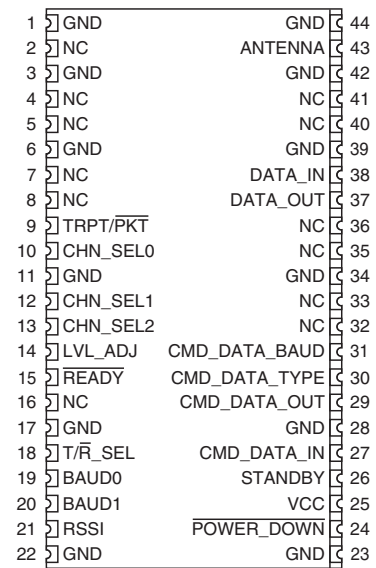 1 GND GND 44
2 NC ANTENNA 43
3 GND GND 42
4 NC NC 41
5 NC NC 40
6 GND GND 39
7 NC DATA_IN 38
8 NC DATA_OUT 37
9 TRPT/P̅K̅T̅ NC 36
10 CHN_SEL0 NC 35
11 GND GND 34
12 CHN_SEL1 NC 33
13 CHN_SEL2 NC 32
14 LVL_ADJ CMD_DATA_BAUD 31
15 R̅E̅A̅D̅Y̅ CMD_DATA_TYPE 30
16 NC CMD_DATA_OUT 29
17 GND GND 28
18 T/R̅_SEL CMD_DATA_IN 27
19 BAUD0 STANDBY 26
20 BAUD1 VCC 25
21 RSSI P̅O̅W̅E̅R̅_̅D̅O̅W̅N̅ 24
22 GND GND 23